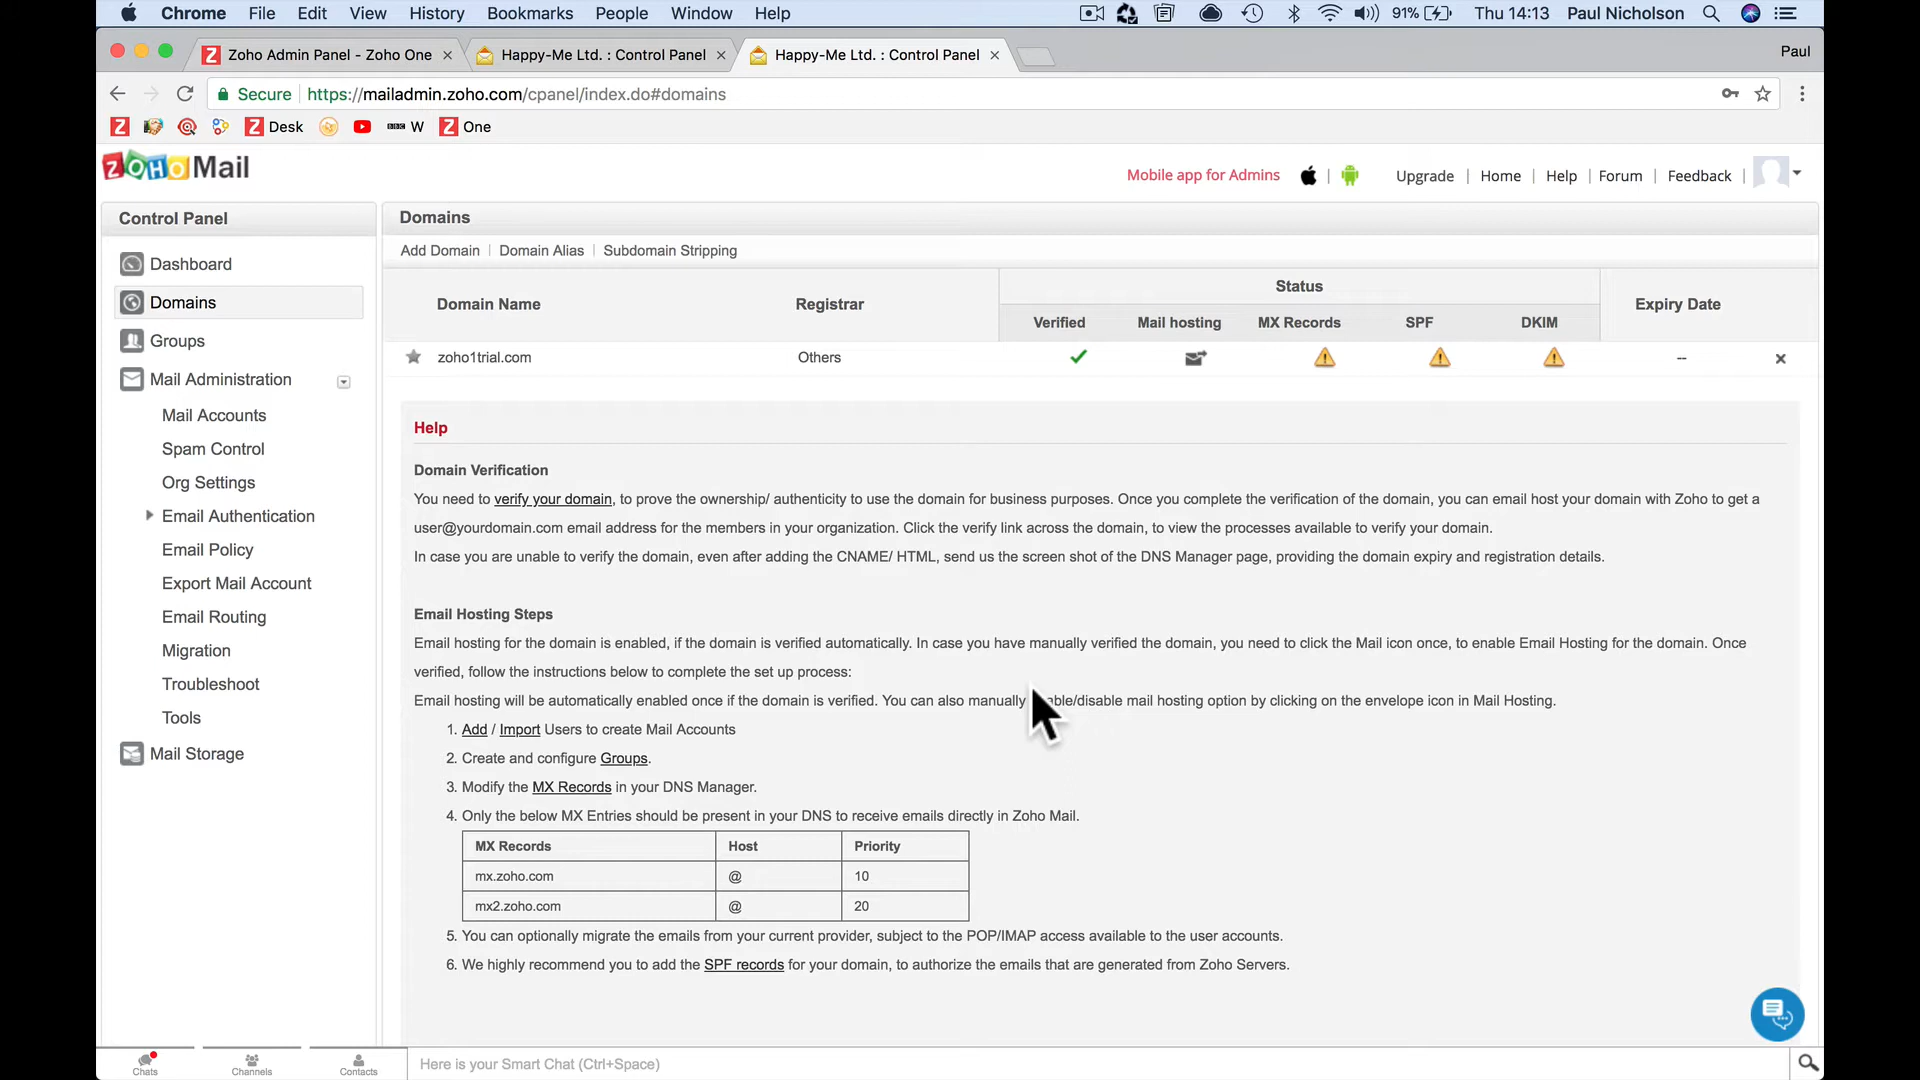 Chrome File Edit View History Bookmarks People Window Help 91% Thu 14:13 Paul Nicholson
Zoho Admin Panel - Zoho One Happy-Me Ltd. : Control Panel Happy-Me Ltd. : Control Panel Paul
Secure https://mailadmin.zoho.com/cpanel/index.do#domains
Desk BBC W One
ZOHO Mail
Mobile app for Admins | Upgrade | Home | Help | Forum | Feedback |
Control Panel
Dashboard
Domains
Groups
Mail Administration
Mail Accounts
Spam Control
Org Settings
Email Authentication
Email Policy
Export Mail Account
Email Routing
Migration
Troubleshoot
Tools
Mail Storage
Domains
Add Domain | Domain Alias | Subdomain Stripping
Domain Name Registrar Status Expiry Date
Verified Mail hosting MX Records SPF DKIM
zoho1trial.com Others --
Help
Domain Verification
You need to verify your domain, to prove the ownership/ authenticity to use the domain for business purposes. Once you complete the verification of the domain, you can email host your domain with Zoho to get a
user@yourdomain.com email address for the members in your organization. Click the verify link across the domain, to view the processes available to verify your domain.
In case you are unable to verify the domain, even after adding the CNAME/ HTML, send us the screen shot of the DNS Manager page, providing the domain expiry and registration details.
Email Hosting Steps
Email hosting for the domain is enabled, if the domain is verified automatically. In case you have manually verified the domain, you need to click the Mail icon once, to enable Email Hosting for the domain. Once
verified, follow the instructions below to complete the set up process:
Email hosting will be automatically enabled once if the domain is verified. You can also manually able/disable mail hosting option by clicking on the envelope icon in Mail Hosting.
1. Add / Import Users to create Mail Accounts
2. Create and configure Groups.
3. Modify the MX Records in your DNS Manager.
4. Only the below MX Entries should be present in your DNS to receive emails directly in Zoho Mail.
MX Records Host Priority
mx.zoho.com @ 10
mx2.zoho.com @ 20
5. You can optionally migrate the emails from your current provider, subject to the POP/IMAP access available to the user accounts.
6. We highly recommend you to add the SPF records for your domain, to authorize the emails that are generated from Zoho Servers.
Chats Channels Contacts Here is your Smart Chat (Ctrl+Space)